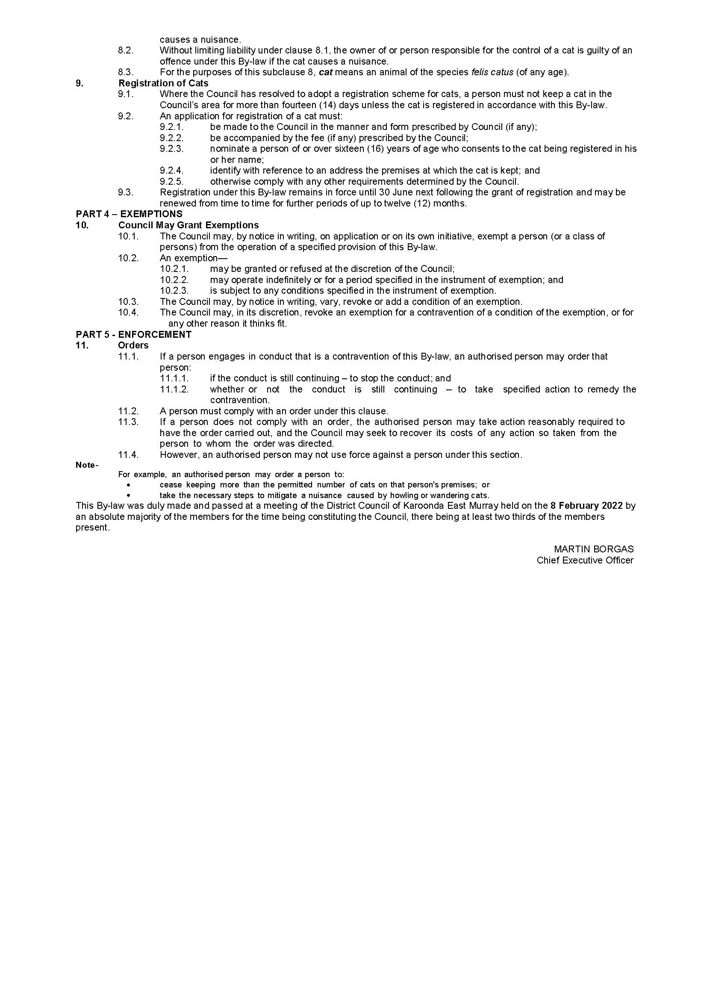 causes a nuisance.
8.2. Without limiting liability under clause 8.1, the owner of or person responsible for the control of a cat is guilty of an
offence under this By-law if the cat causes a nuisance.
8.3. For the purposes of this subclause 8, cat means an animal of the species felis catus (of any age).
9. Registration of Cats
9.1. Where the Council has resolved to adopt a registration scheme for cats, a person must not keep a cat in the
Council’s area for more than fourteen (14) days unless the cat is registered in accordance with this By-law.
9.2. An application for registration of a cat must:
9.2.1. be made to the Council in the manner and form prescribed by Council (if any);
9.2.2. be accompanied by the fee (if any) prescribed by the Council;
9.2.3. nominate a person of or over sixteen (16) years of age who consents to the cat being registered in his
or her name;
9.2.4. identify with reference to an address the premises at which the cat is kept; and
9.2.5. otherwise comply with any other requirements determined by the Council.
9.3. Registration under this By-law remains in force until 30 June next following the grant of registration and may be
renewed from time to time for further periods of up to twelve (12) months.
PART 4 – EXEMPTIONS
10. Council May Grant Exemptions
10.1. The Council may, by notice in writing, on application or on its own initiative, exempt a person (or a class of
persons) from the operation of a specified provision of this By-law.
10.2. An exemption—
10.2.1. may be granted or refused at the discretion of the Council;
10.2.2. may operate indefinitely or for a period specified in the instrument of exemption; and
10.2.3. is subject to any conditions specified in the instrument of exemption.
10.3. The Council may, by notice in writing, vary, revoke or add a condition of an exemption.
10.4. The Council may, in its discretion, revoke an exemption for a contravention of a condition of the exemption, or for
any other reason it thinks fit.
PART 5 - ENFORCEMENT
11. Orders
11.1. If a person engages in conduct that is a contravention of this By-law, an authorised person may order that
person:
11.1.1. if the conduct is still continuing – to stop the conduct; and
11.1.2. whether or not the conduct is still continuing – to take specified action to remedy the
contravention.
11.2. A person must comply with an order under this clause.
11.3. If a person does not comply with an order, the authorised person may take action reasonably required to
have the order carried out, and the Council may seek to recover its costs of any action so taken from the
person to whom the order was directed.
11.4. However, an authorised person may not use force against a person under this section.
Note-
For example, an authorised person may order a person to:
• cease keeping more than the permitted number of cats on that person's premises; or
• take the necessary steps to mitigate a nuisance caused by howling or wandering cats.
This By-law was duly made and passed at a meeting of the District Council of Karoonda East Murray held on the 8 February 2022 by
an absolute majority of the members for the time being constituting the Council, there being at least two thirds of the members
present.
MARTIN BORGAS
Chief Executive Officer